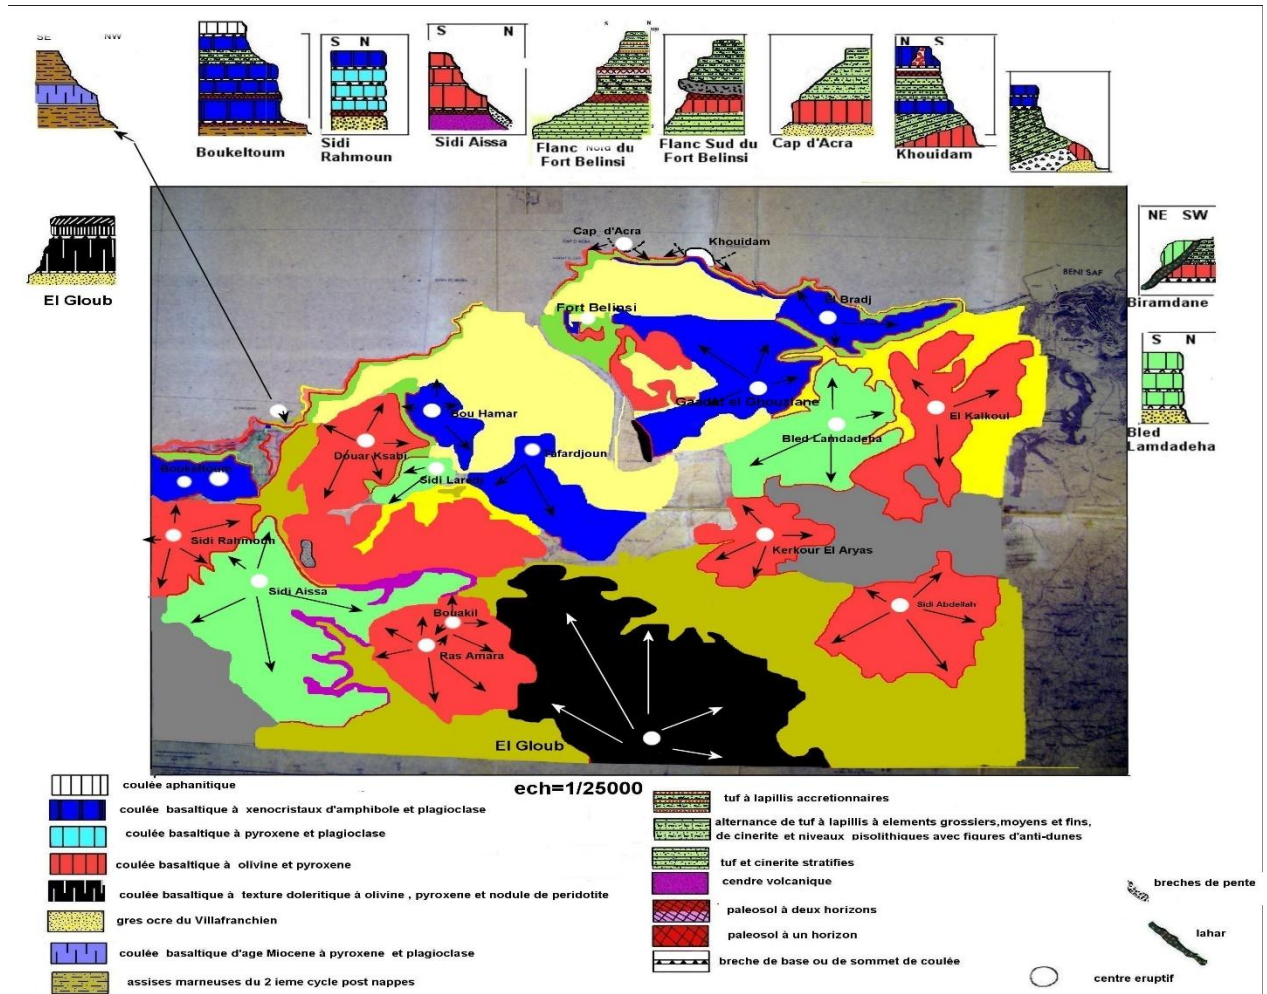 SE NW
Boukeltoum
S N
Sidi
Rahmoun
S N
Sidi Aissa
S N
Flanc Nord du
Fort Belinsi
Flanc Sud du
Fort Belinsi
Cap d'Acra
N S
Khouidam
El Gloub
NE SW
Biramdane
S N
Bled
Lamdadeha
Cap d'Acra
Khouidam
BENI SAF
Fort Belinsi
El Bradj
Bou Hamar
Gaadat el Ghouzlane
El Kalkoul
Bled Lamdadeha
Douar Ksabi
Tafardjoun
Sidi Laredj
Boukeltoum
Sidi Rahmoun
Kerkour El Aryas
Sidi Aissa
Bouakil
Sidi Abdellah
Ras Amara
El Gloub
ech=1/25000
coulée aphanitique
coulée basaltique à xenocristaux d'amphibole et plagioclase
coulée basaltique à pyroxene et plagioclase
coulée basaltique à olivine et pyroxene
coulée basaltique à texture doleritique à olivine , pyroxene et nodule de peridotite
gres ocre du Villafranchien
coulée basaltique d'age Miocene à pyroxene et plagioclase
assises marneuses du 2 ieme cycle post nappes
tuf à lapillis accretionnaires
alternance de tuf à lapillis à elements grossiers,moyens et fins,
de cinerite et niveaux pisolithiques avec figures d'anti-dunes
tuf et cinerite stratifies
cendre volcanique
paleosol à deux horizons
paleosol à un horizon
breche de base ou de sommet de coulée
breches de pente
lahar
centre eruptif